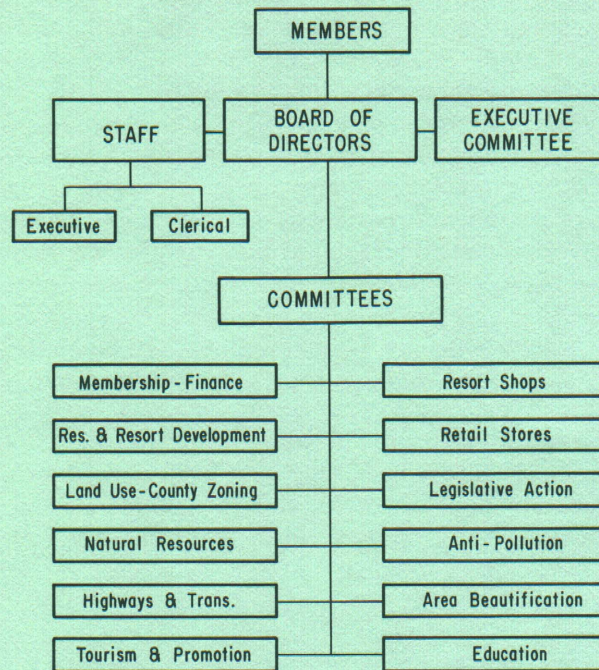 MEMBERS
STAFF
BOARD OF
DIRECTORS
EXECUTIVE
COMMITTEE
Executive
Clerical
COMMITTEES
Membership - Finance
Resort Shops
Res. & Resort Development
Retail Stores
Land Use - County Zoning
Legislative Action
Natural Resources
Anti - Pollution
Highways & Trans.
Area Beautification
Tourism & Promotion
Education